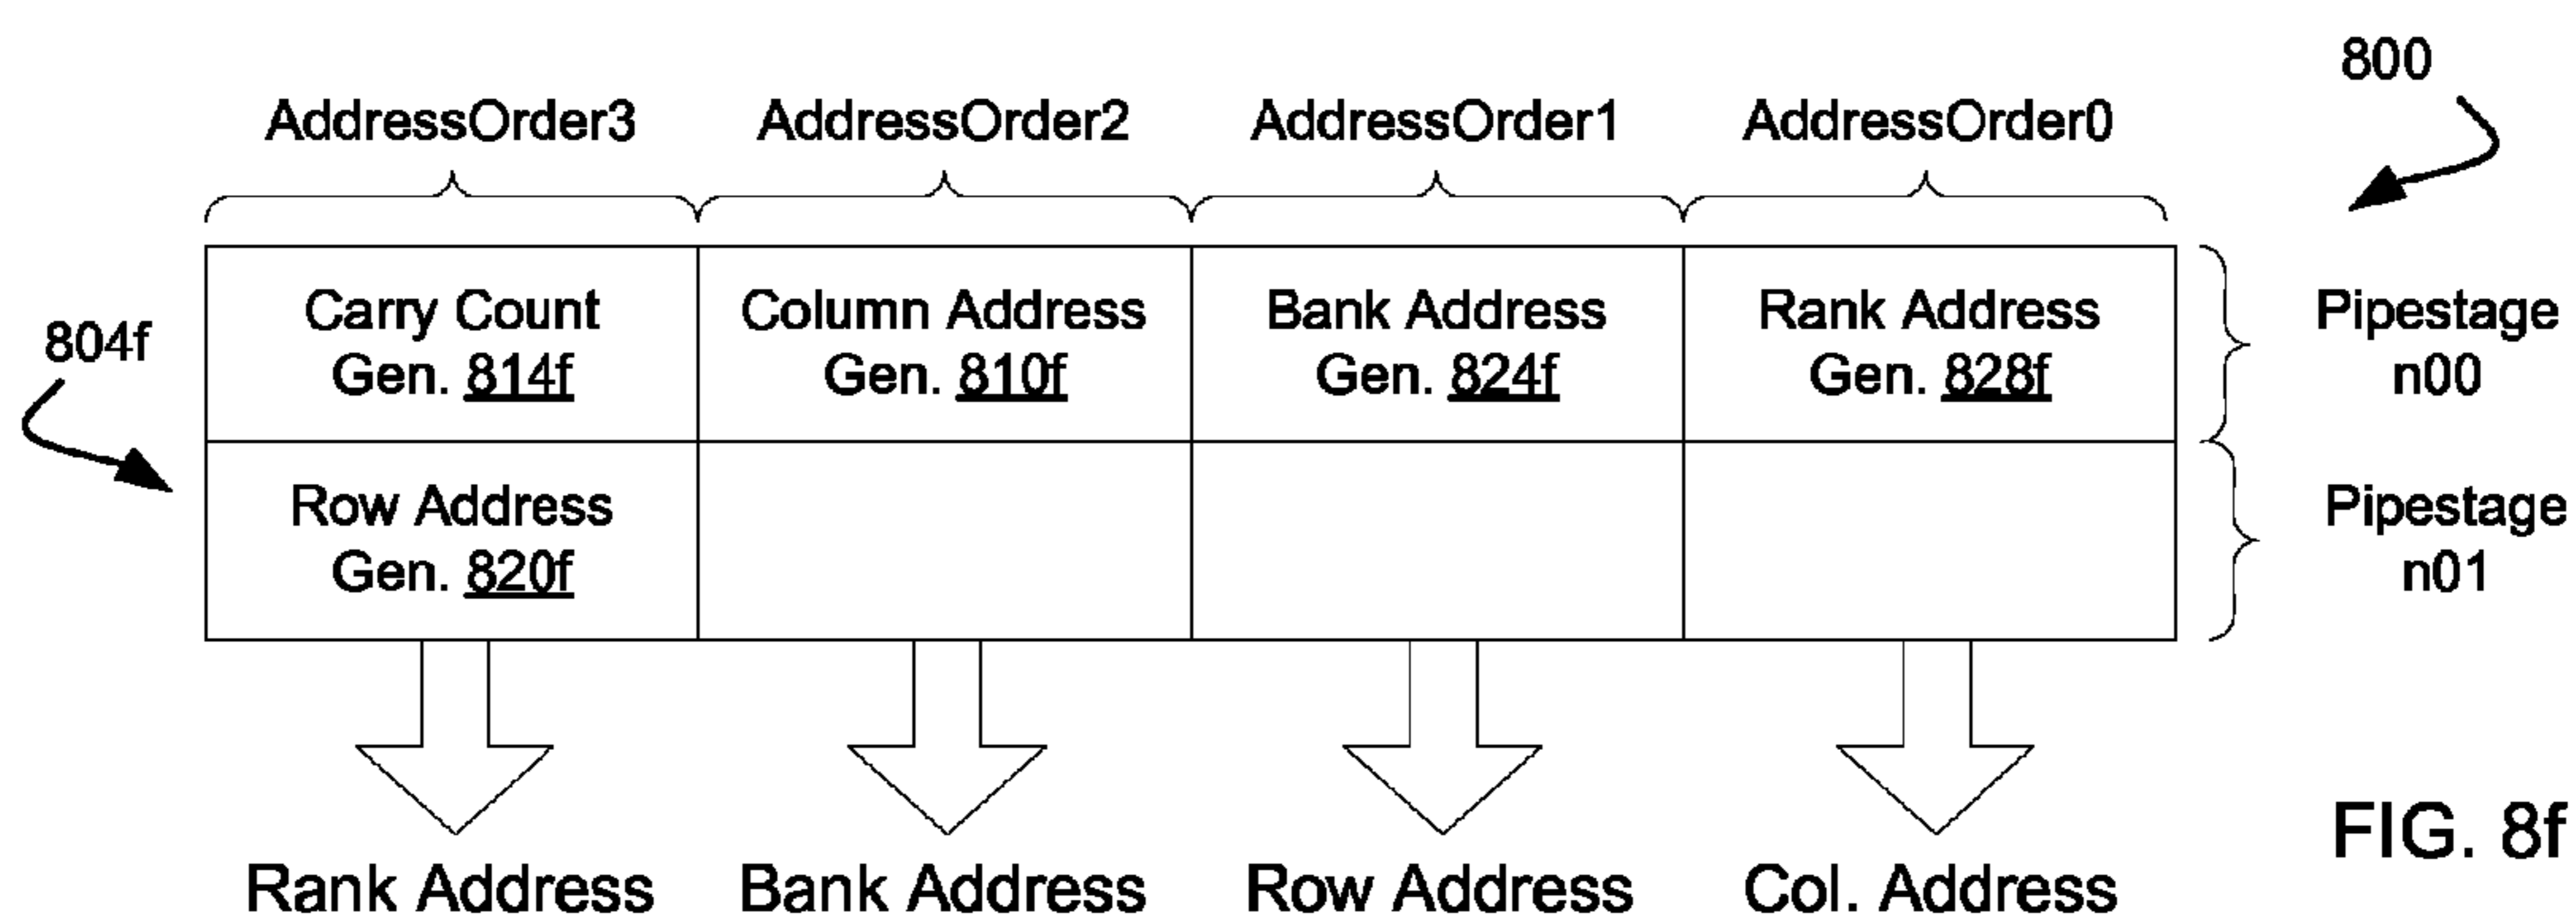 800
AddressOrder3 AddressOrder2 AddressOrder1 AddressOrder0
804f
Carry Count
Gen. 814f
Column Address
Gen. 810f
Bank Address
Gen. 824f
Rank Address
Gen. 828f
Pipestage
n00
Row Address
Gen. 820f
Pipestage
n01
Rank Address Bank Address Row Address Col. Address
FIG. 8f